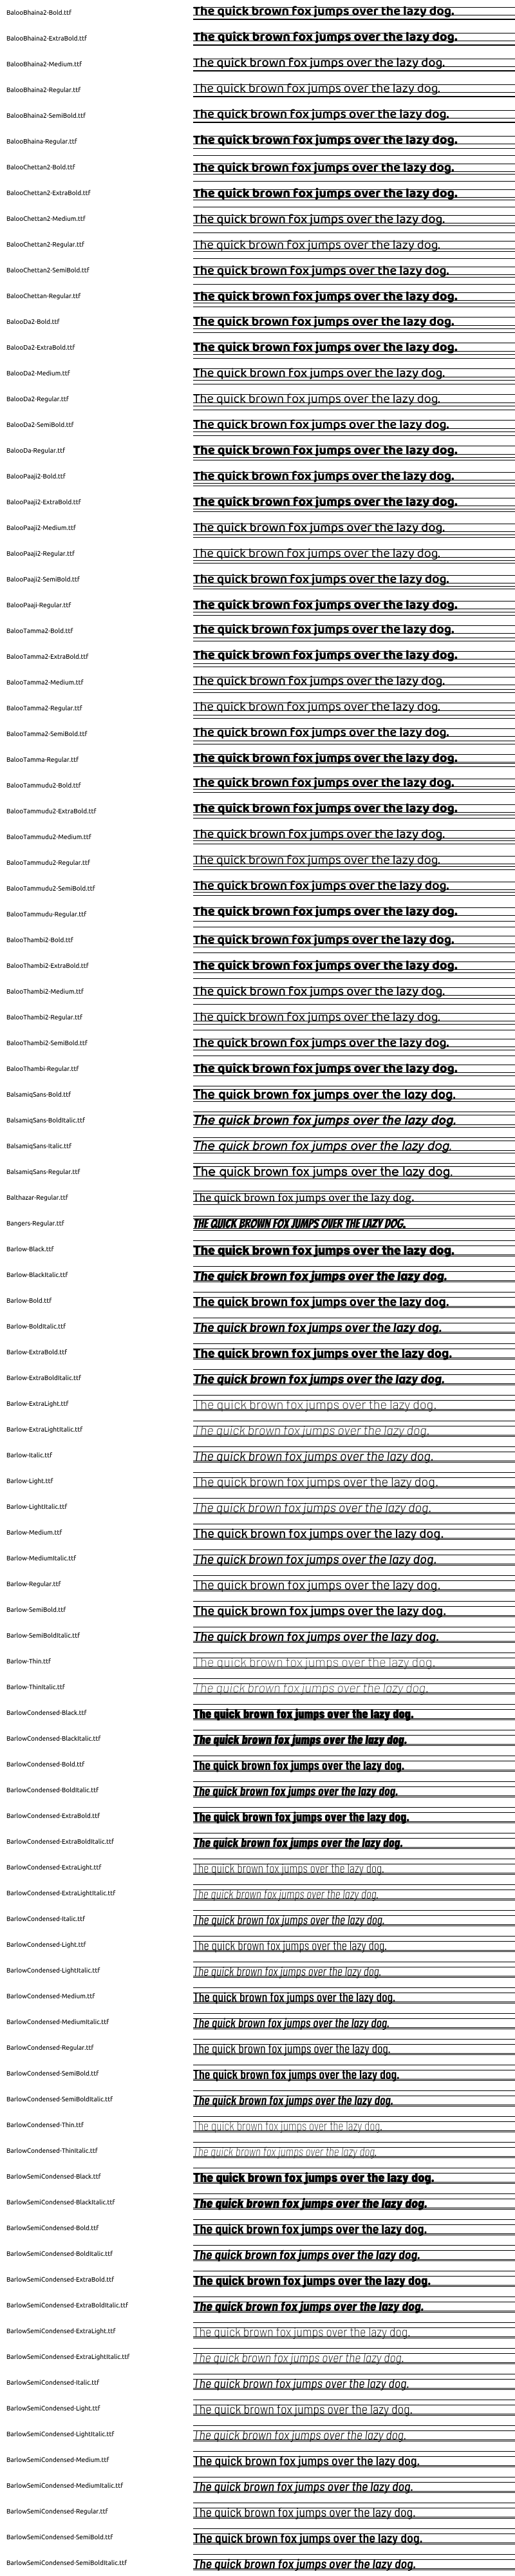 BalooBhaina2-Bold.ttf The quick brown fox jumps over the lazy dog.
BalooBhaina2-ExtraBold.ttf The quick brown fox jumps over the lazy dog.
BalooBhaina2-Medium.ttf The quick brown fox jumps over the lazy dog.
BalooBhaina2-Regular.ttf The quick brown fox jumps over the lazy dog.
BalooBhaina2-SemiBold.ttf The quick brown fox jumps over the lazy dog.
BalooBhaina-Regular.ttf The quick brown fox jumps over the lazy dog.
BalooChettan2-Bold.ttf The quick brown fox jumps over the lazy dog.
BalooChettan2-ExtraBold.ttf The quick brown fox jumps over the lazy dog.
BalooChettan2-Medium.ttf The quick brown fox jumps over the lazy dog.
BalooChettan2-Regular.ttf The quick brown fox jumps over the lazy dog.
BalooChettan2-SemiBold.ttf The quick brown fox jumps over the lazy dog.
BalooChettan-Regular.ttf The quick brown fox jumps over the lazy dog.
BalooDa2-Bold.ttf The quick brown fox jumps over the lazy dog.
BalooDa2-ExtraBold.ttf The quick brown fox jumps over the lazy dog.
BalooDa2-Medium.ttf The quick brown fox jumps over the lazy dog.
BalooDa2-Regular.ttf The quick brown fox jumps over the lazy dog.
BalooDa2-SemiBold.ttf The quick brown fox jumps over the lazy dog.
BalooDa-Regular.ttf The quick brown fox jumps over the lazy dog.
BalooPaaji2-Bold.ttf The quick brown fox jumps over the lazy dog.
BalooPaaji2-ExtraBold.ttf The quick brown fox jumps over the lazy dog.
BalooPaaji2-Medium.ttf The quick brown fox jumps over the lazy dog.
BalooPaaji2-Regular.ttf The quick brown fox jumps over the lazy dog.
BalooPaaji2-SemiBold.ttf The quick brown fox jumps over the lazy dog.
BalooPaaji-Regular.ttf The quick brown fox jumps over the lazy dog.
BalooTamma2-Bold.ttf The quick brown fox jumps over the lazy dog.
BalooTamma2-ExtraBold.ttf The quick brown fox jumps over the lazy dog.
BalooTamma2-Medium.ttf The quick brown fox jumps over the lazy dog.
BalooTamma2-Regular.ttf The quick brown fox jumps over the lazy dog.
BalooTamma2-SemiBold.ttf The quick brown fox jumps over the lazy dog.
BalooTamma-Regular.ttf The quick brown fox jumps over the lazy dog.
BalooTammudu2-Bold.ttf The quick brown fox jumps over the lazy dog.
BalooTammudu2-ExtraBold.ttf The quick brown fox jumps over the lazy dog.
BalooTammudu2-Medium.ttf The quick brown fox jumps over the lazy dog.
BalooTammudu2-Regular.ttf The quick brown fox jumps over the lazy dog.
BalooTammudu2-SemiBold.ttf The quick brown fox jumps over the lazy dog.
BalooTammudu-Regular.ttf The quick brown fox jumps over the lazy dog.
BalooThambi2-Bold.ttf The quick brown fox jumps over the lazy dog.
BalooThambi2-ExtraBold.ttf The quick brown fox jumps over the lazy dog.
BalooThambi2-Medium.ttf The quick brown fox jumps over the lazy dog.
BalooThambi2-Regular.ttf The quick brown fox jumps over the lazy dog.
BalooThambi2-SemiBold.ttf The quick brown fox jumps over the lazy dog.
BalooThambi-Regular.ttf The quick brown fox jumps over the lazy dog.
BalsamiqSans-Bold.ttf The quick brown fox jumps over the lazy dog.
BalsamiqSans-BoldItalic.ttf The quick brown fox jumps over the lazy dog.
BalsamiqSans-Italic.ttf The quick brown fox jumps over the lazy dog.
BalsamiqSans-Regular.ttf The quick brown fox jumps over the lazy dog.
Balthazar-Regular.ttf The quick brown fox jumps over the lazy dog.
Bangers-Regular.ttf THE QUICK BROWN FOX JUMPS OVER THE LAZY DOG.
Barlow-Black.ttf The quick brown fox jumps over the lazy dog.
Barlow-BlackItalic.ttf The quick brown fox jumps over the lazy dog.
Barlow-Bold.ttf The quick brown fox jumps over the lazy dog.
Barlow-BoldItalic.ttf The quick brown fox jumps over the lazy dog.
Barlow-ExtraBold.ttf The quick brown fox jumps over the lazy dog.
Barlow-ExtraBoldItalic.ttf The quick brown fox jumps over the lazy dog.
Barlow-ExtraLight.ttf The quick brown fox jumps over the lazy dog.
Barlow-ExtraLightItalic.ttf The quick brown fox jumps over the lazy dog.
Barlow-Italic.ttf The quick brown fox jumps over the lazy dog.
Barlow-Light.ttf The quick brown fox jumps over the lazy dog.
Barlow-LightItalic.ttf The quick brown fox jumps over the lazy dog.
Barlow-Medium.ttf The quick brown fox jumps over the lazy dog.
Barlow-MediumItalic.ttf The quick brown fox jumps over the lazy dog.
Barlow-Regular.ttf The quick brown fox jumps over the lazy dog.
Barlow-SemiBold.ttf The quick brown fox jumps over the lazy dog.
Barlow-SemiBoldItalic.ttf The quick brown fox jumps over the lazy dog.
Barlow-Thin.ttf The quick brown fox jumps over the lazy dog.
Barlow-ThinItalic.ttf The quick brown fox jumps over the lazy dog.
BarlowCondensed-Black.ttf The quick brown fox jumps over the lazy dog.
BarlowCondensed-BlackItalic.ttf The quick brown fox jumps over the lazy dog.
BarlowCondensed-Bold.ttf The quick brown fox jumps over the lazy dog.
BarlowCondensed-BoldItalic.ttf The quick brown fox jumps over the lazy dog.
BarlowCondensed-ExtraBold.ttf The quick brown fox jumps over the lazy dog.
BarlowCondensed-ExtraBoldItalic.ttf The quick brown fox jumps over the lazy dog.
BarlowCondensed-ExtraLight.ttf The quick brown fox jumps over the lazy dog.
BarlowCondensed-ExtraLightItalic.ttf The quick brown fox jumps over the lazy dog.
BarlowCondensed-Italic.ttf The quick brown fox jumps over the lazy dog.
BarlowCondensed-Light.ttf The quick brown fox jumps over the lazy dog.
BarlowCondensed-LightItalic.ttf The quick brown fox jumps over the lazy dog.
BarlowCondensed-Medium.ttf The quick brown fox jumps over the lazy dog.
BarlowCondensed-MediumItalic.ttf The quick brown fox jumps over the lazy dog.
BarlowCondensed-Regular.ttf The quick brown fox jumps over the lazy dog.
BarlowCondensed-SemiBold.ttf The quick brown fox jumps over the lazy dog.
BarlowCondensed-SemiBoldItalic.ttf The quick brown fox jumps over the lazy dog.
BarlowCondensed-Thin.ttf The quick brown fox jumps over the lazy dog.
BarlowCondensed-ThinItalic.ttf The quick brown fox jumps over the lazy dog.
BarlowSemiCondensed-Black.ttf The quick brown fox jumps over the lazy dog.
BarlowSemiCondensed-BlackItalic.ttf The quick brown fox jumps over the lazy dog.
BarlowSemiCondensed-Bold.ttf The quick brown fox jumps over the lazy dog.
BarlowSemiCondensed-BoldItalic.ttf The quick brown fox jumps over the lazy dog.
BarlowSemiCondensed-ExtraBold.ttf The quick brown fox jumps over the lazy dog.
BarlowSemiCondensed-ExtraBoldItalic.ttf The quick brown fox jumps over the lazy dog.
BarlowSemiCondensed-ExtraLight.ttf The quick brown fox jumps over the lazy dog.
BarlowSemiCondensed-ExtraLightItalic.ttf The quick brown fox jumps over the lazy dog.
BarlowSemiCondensed-Italic.ttf The quick brown fox jumps over the lazy dog.
BarlowSemiCondensed-Light.ttf The quick brown fox jumps over the lazy dog.
BarlowSemiCondensed-LightItalic.ttf The quick brown fox jumps over the lazy dog.
BarlowSemiCondensed-Medium.ttf The quick brown fox jumps over the lazy dog.
BarlowSemiCondensed-MediumItalic.ttf The quick brown fox jumps over the lazy dog.
BarlowSemiCondensed-Regular.ttf The quick brown fox jumps over the lazy dog.
BarlowSemiCondensed-SemiBold.ttf The quick brown fox jumps over the lazy dog.
BarlowSemiCondensed-SemiBoldItalic.ttf The quick brown fox jumps over the lazy dog.